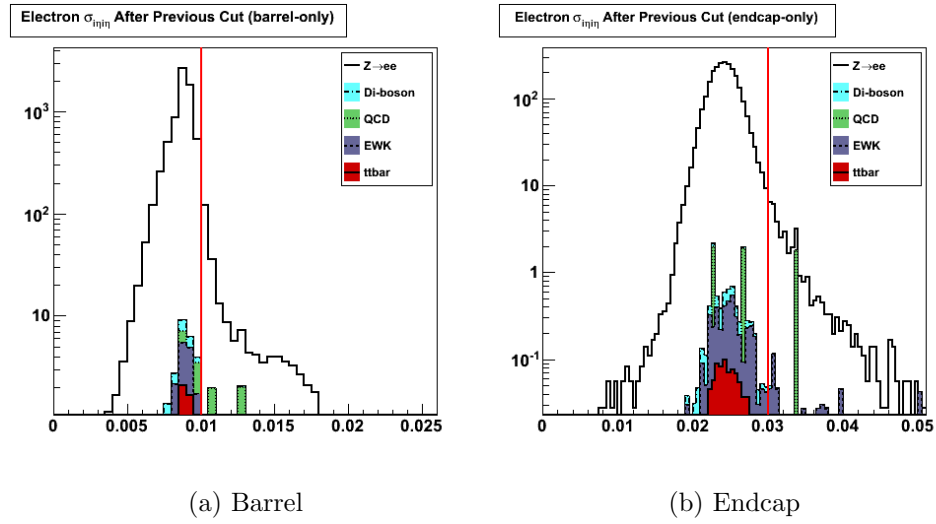 Electron σiηiη After Previous Cut (barrel-only)
Z→ee
Di-boson
QCD
EWK
ttbar
10³
10²
10
0 0.005 0.01 0.015 0.02 0.025
(a) Barrel
Electron σiηiη After Previous Cut (endcap-only)
Z→ee
Di-boson
QCD
EWK
ttbar
10²
10
1
10⁻¹
0 0.01 0.02 0.03 0.04 0.05
(b) Endcap